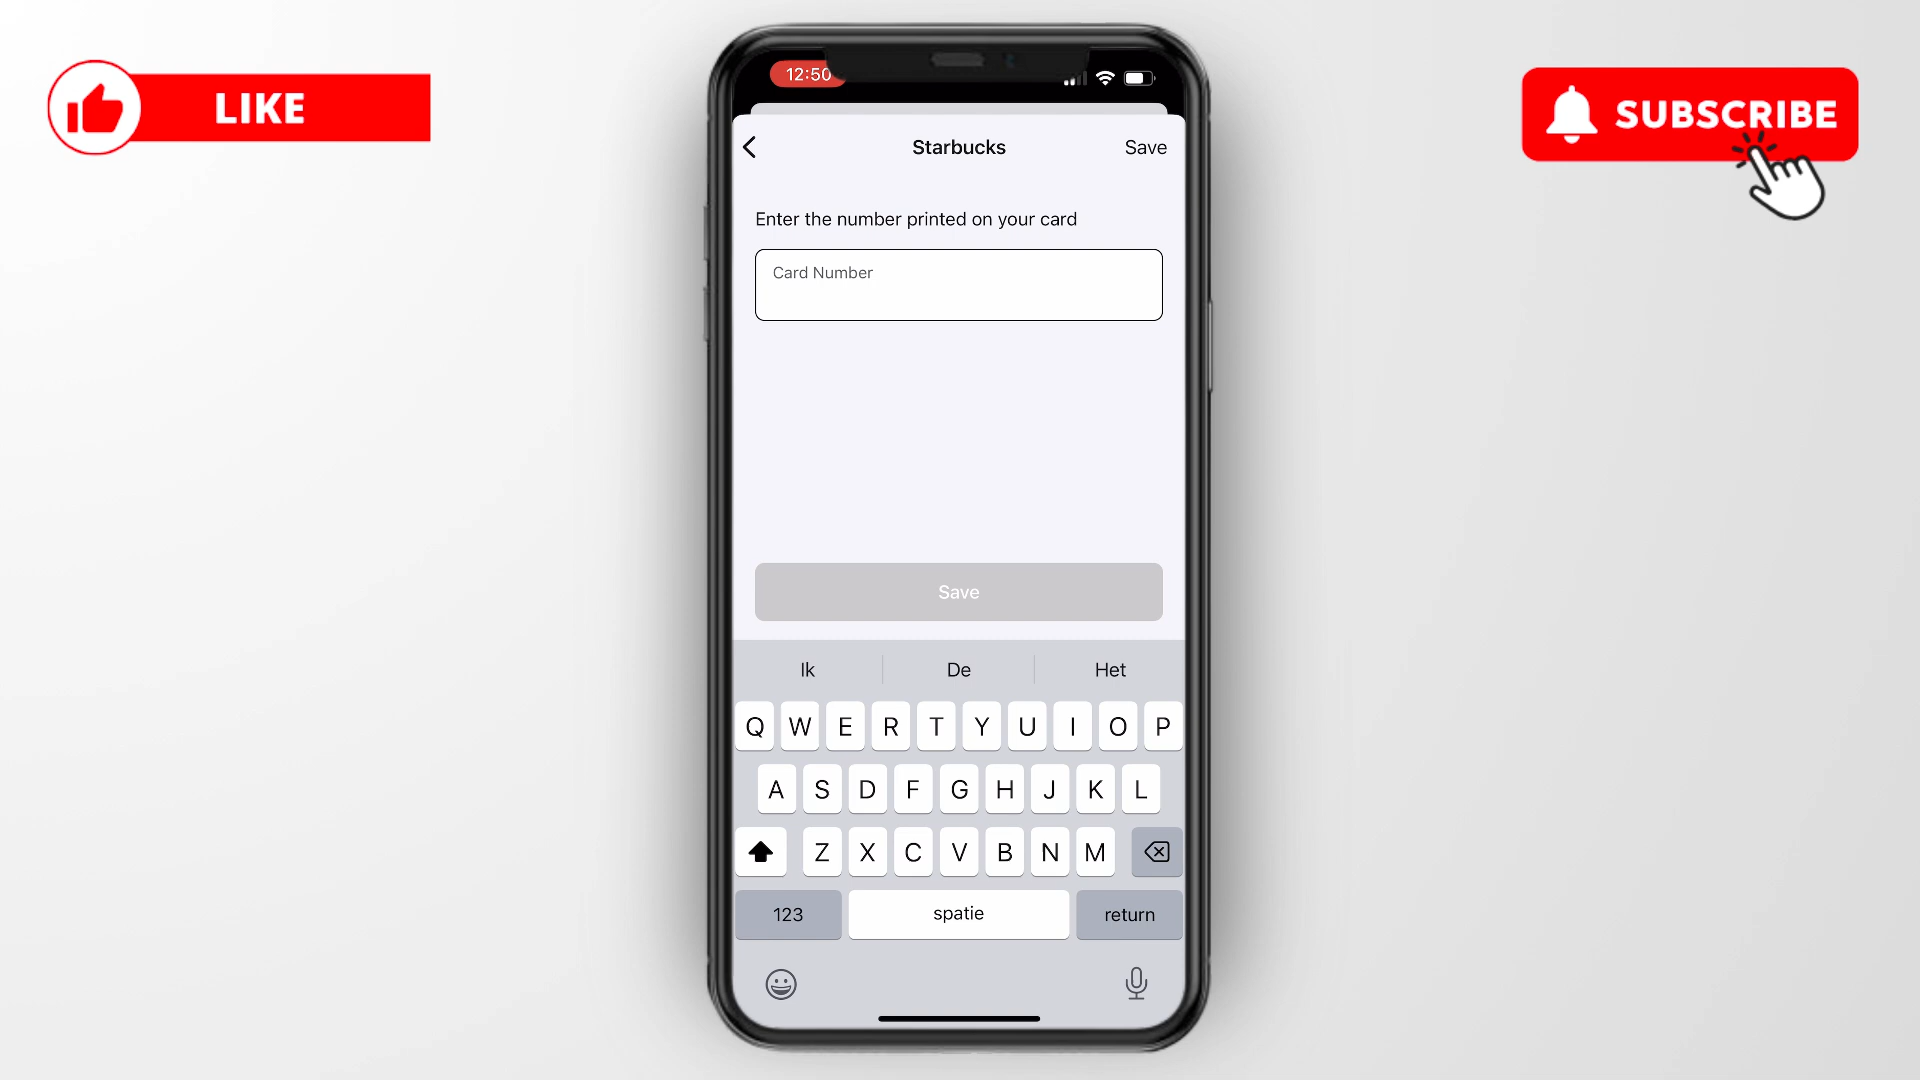 LIKE
SUBSCRIBE
12:50
Starbucks
Save
Enter the number printed on your card
Card Number
Save
Ik
De
Het
Q W E R T Y U I O P
A S D F G H J K L
Z X C V B N M
123
spatie
return